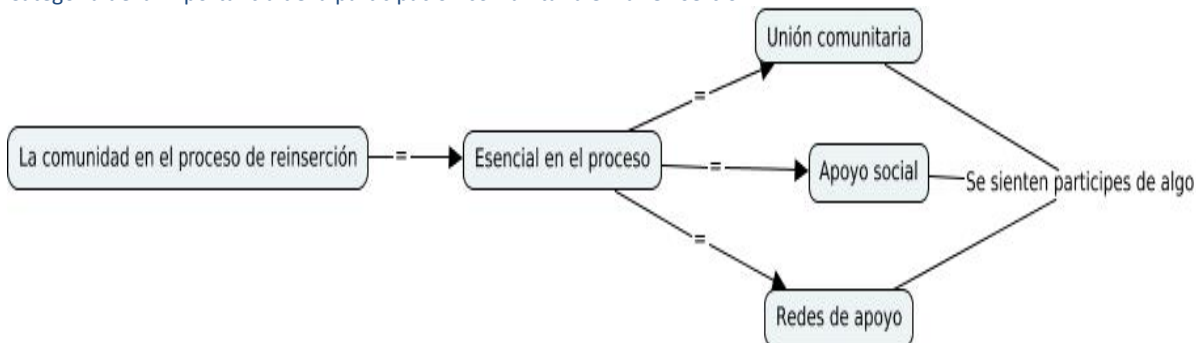 Unión comunitaria
La comunidad en el proceso de reinserción
=
Esencial en el proceso
=
=
=
Apoyo social
Se sienten participes de algo
Redes de apoyo